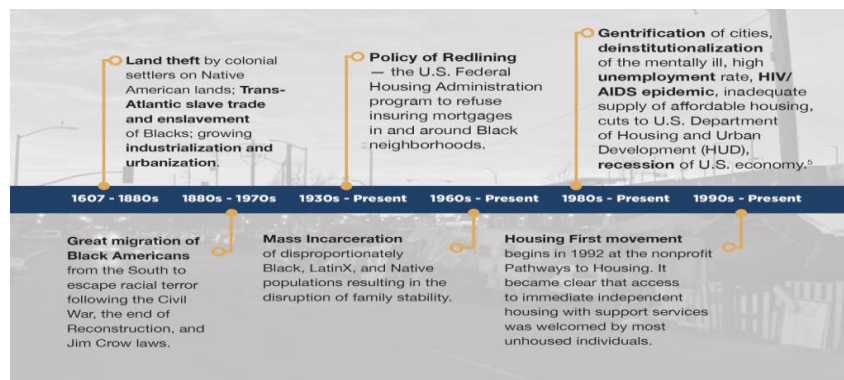 Land theft by colonial
settlers on Native
American lands; Trans-
Atlantic slave trade
and enslavement
of Blacks; growing
industrialization and
urbanization.
Policy of Redlining
— the U.S. Federal
Housing Administration
program to refuse
insuring mortgages
in and around Black
neighborhoods.
Gentrification of cities,
deinstitutionalization
of the mentally ill, high
unemployment rate, HIV/
AIDS epidemic, inadequate
supply of affordable housing,
cuts to U.S. Department
of Housing and Urban
Development (HUD),
recession of U.S. economy.⁵
1607 - 1880s 1880s - 1970s 1930s - Present 1960s - Present 1980s - Present 1990s - Present
Great migration of
Black Americans
from the South to
escape racial terror
following the Civil
War, the end of
Reconstruction, and
Jim Crow laws.
Mass Incarceration
of disproportionately
Black, LatinX, and Native
populations resulting in the
disruption of family stability.
Housing First movement
begins in 1992 at the nonprofit
Pathways to Housing. It
became clear that access
to immediate independent
housing with support services
was welcomed by most
unhoused individuals.